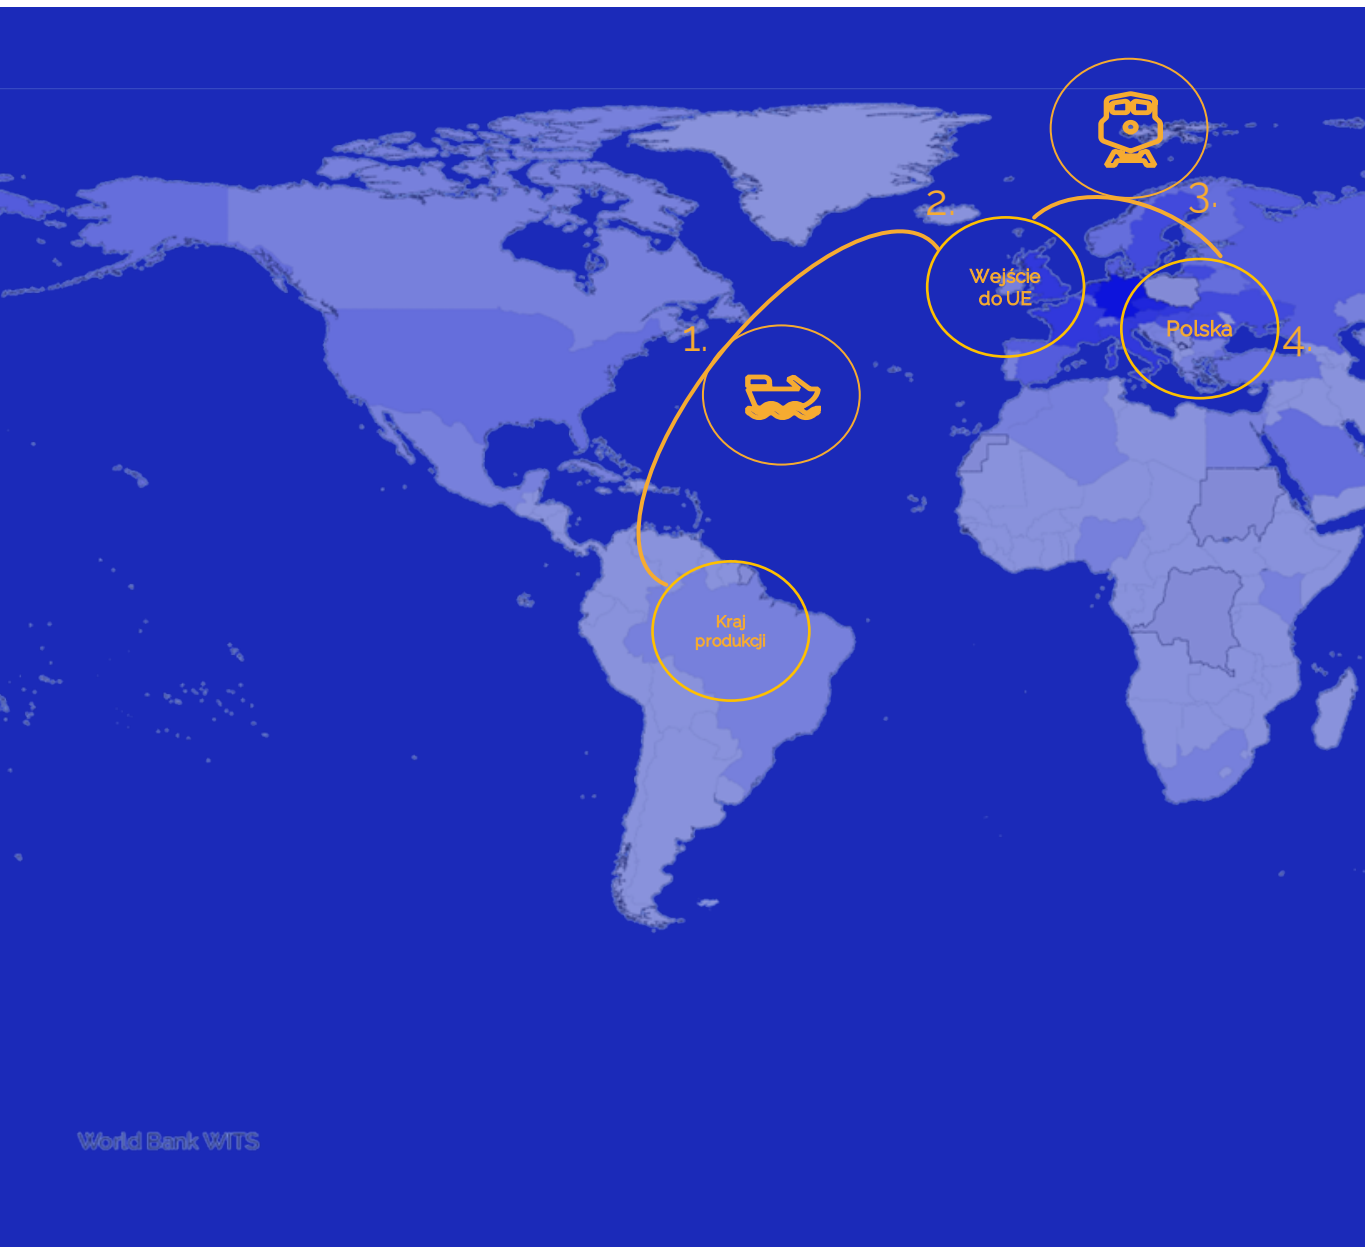 2.
3.
Wejście
do UE
Polska
1.
4.
Kraj
produkcji
World Bank WITS